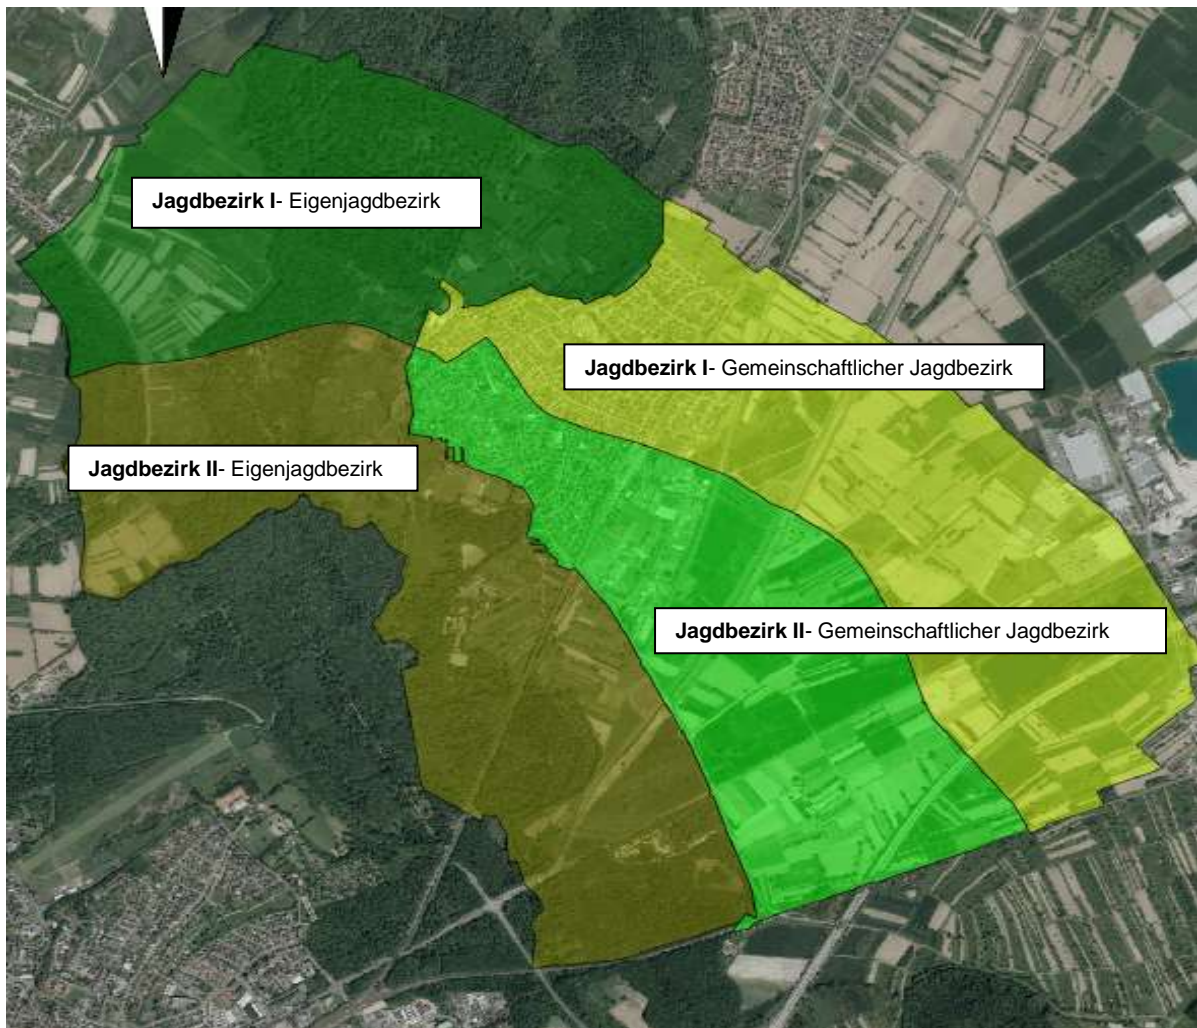 Jagdbezirk I- Eigenjagdbezirk
Jagdbezirk I- Gemeinschaftlicher Jagdbezirk
Jagdbezirk II- Eigenjagdbezirk
Jagdbezirk II- Gemeinschaftlicher Jagdbezirk